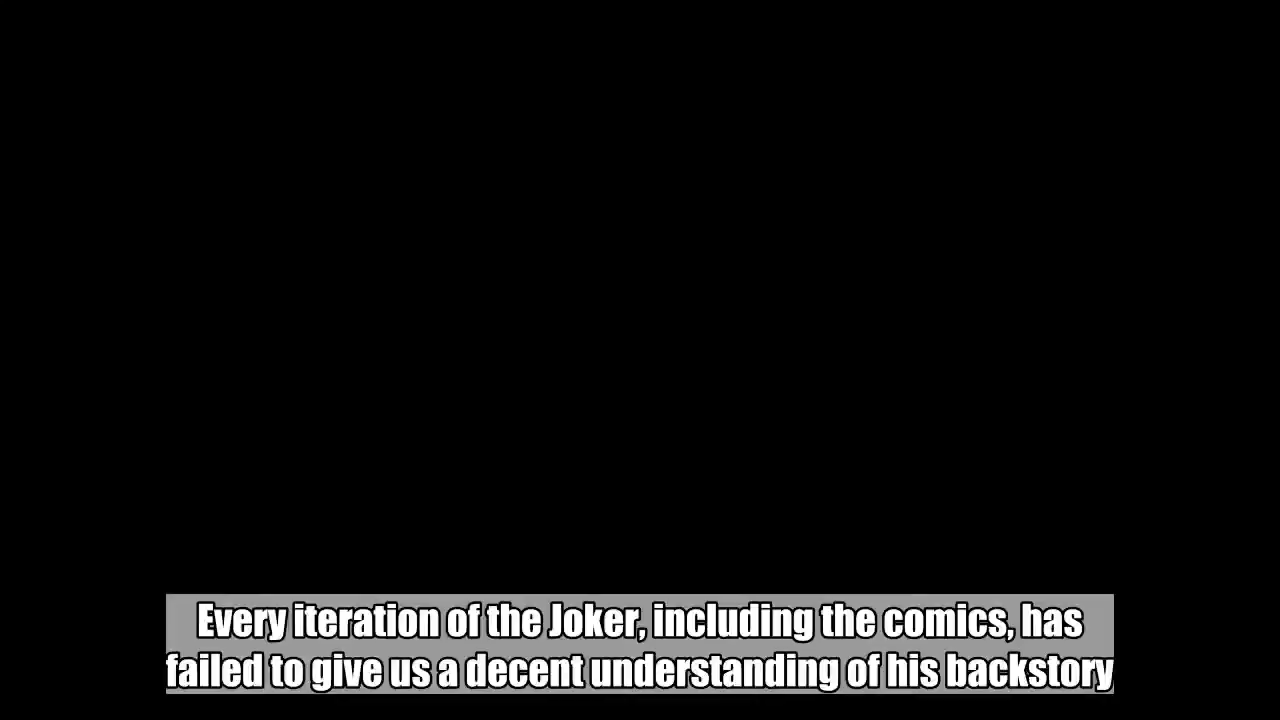 Every iteration of the Joker, including the comics, has
failed to give us a decent understanding of his backstory